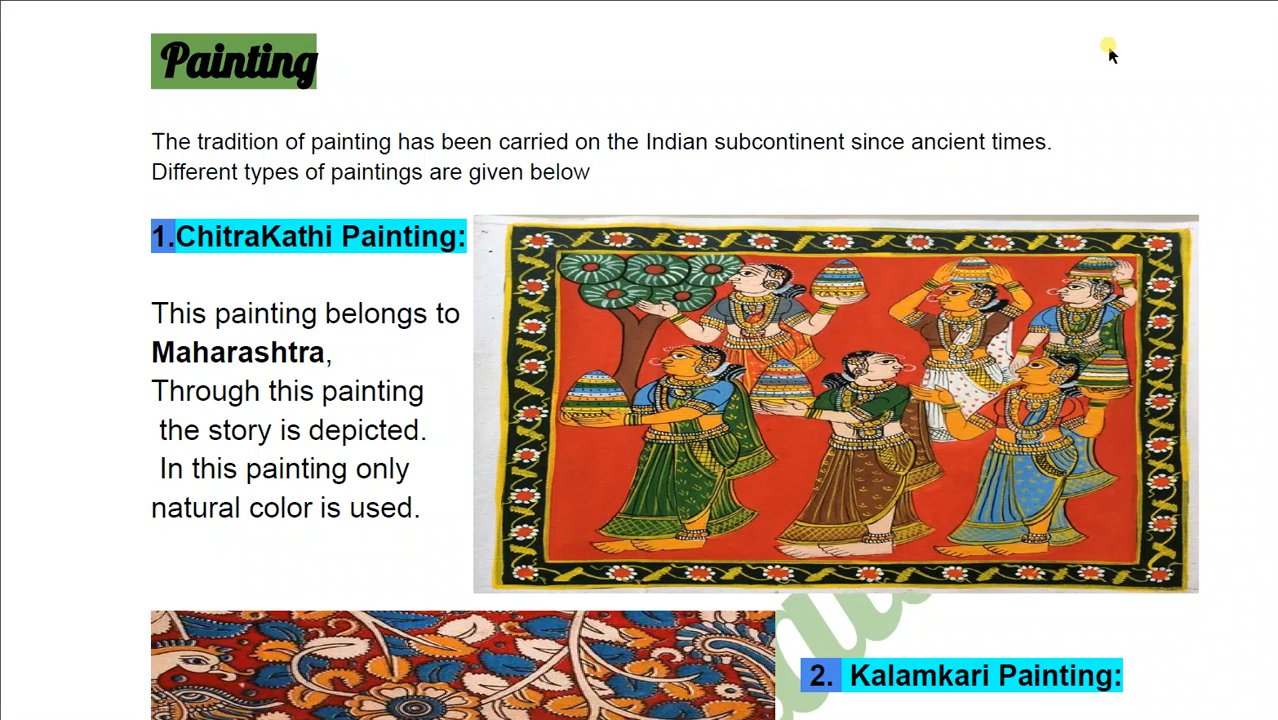 Painting
The tradition of painting has been carried on the Indian subcontinent since ancient times.
Different types of paintings are given below
1.ChitraKathi Painting:
This painting belongs to
Maharashtra,
Through this painting
the story is depicted.
In this painting only
natural color is used.
2. Kalamkari Painting: